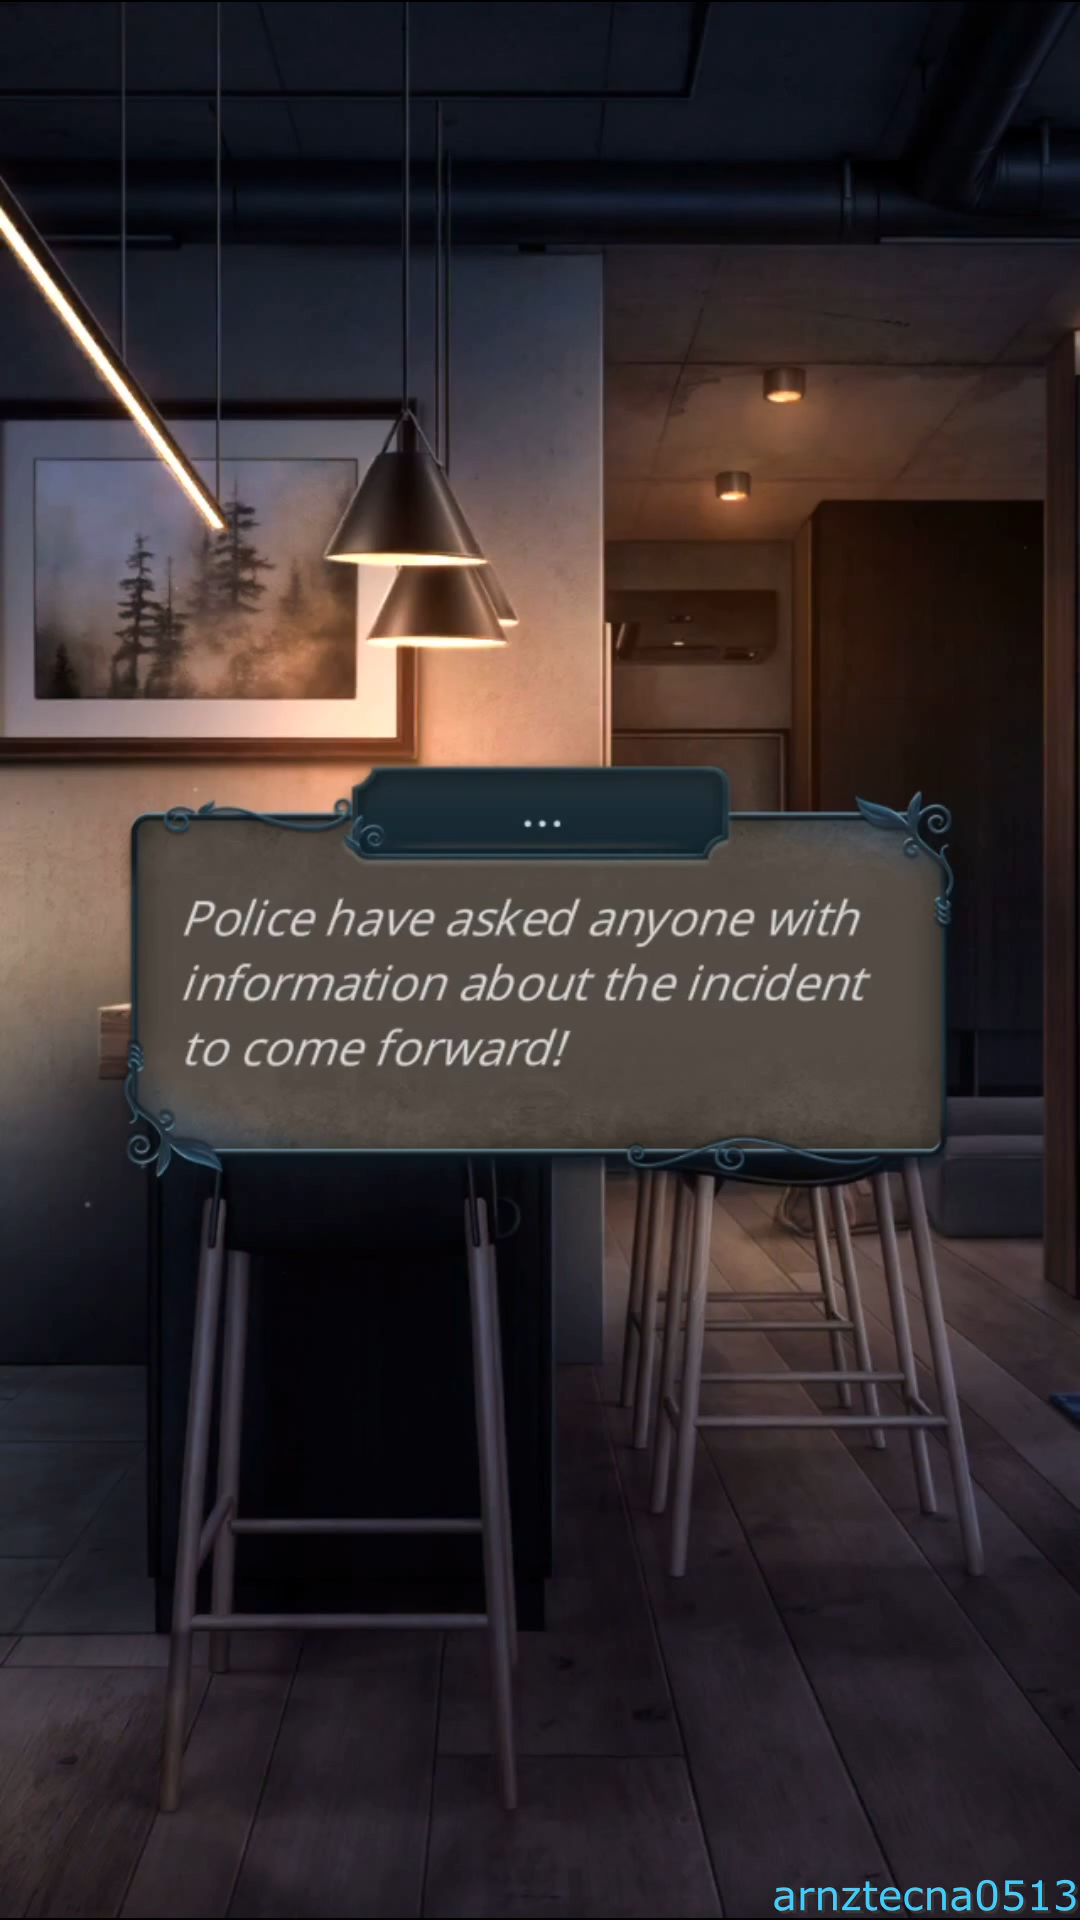 ...
Police have asked anyone with
information about the incident
to come forward!
arnztecna0513